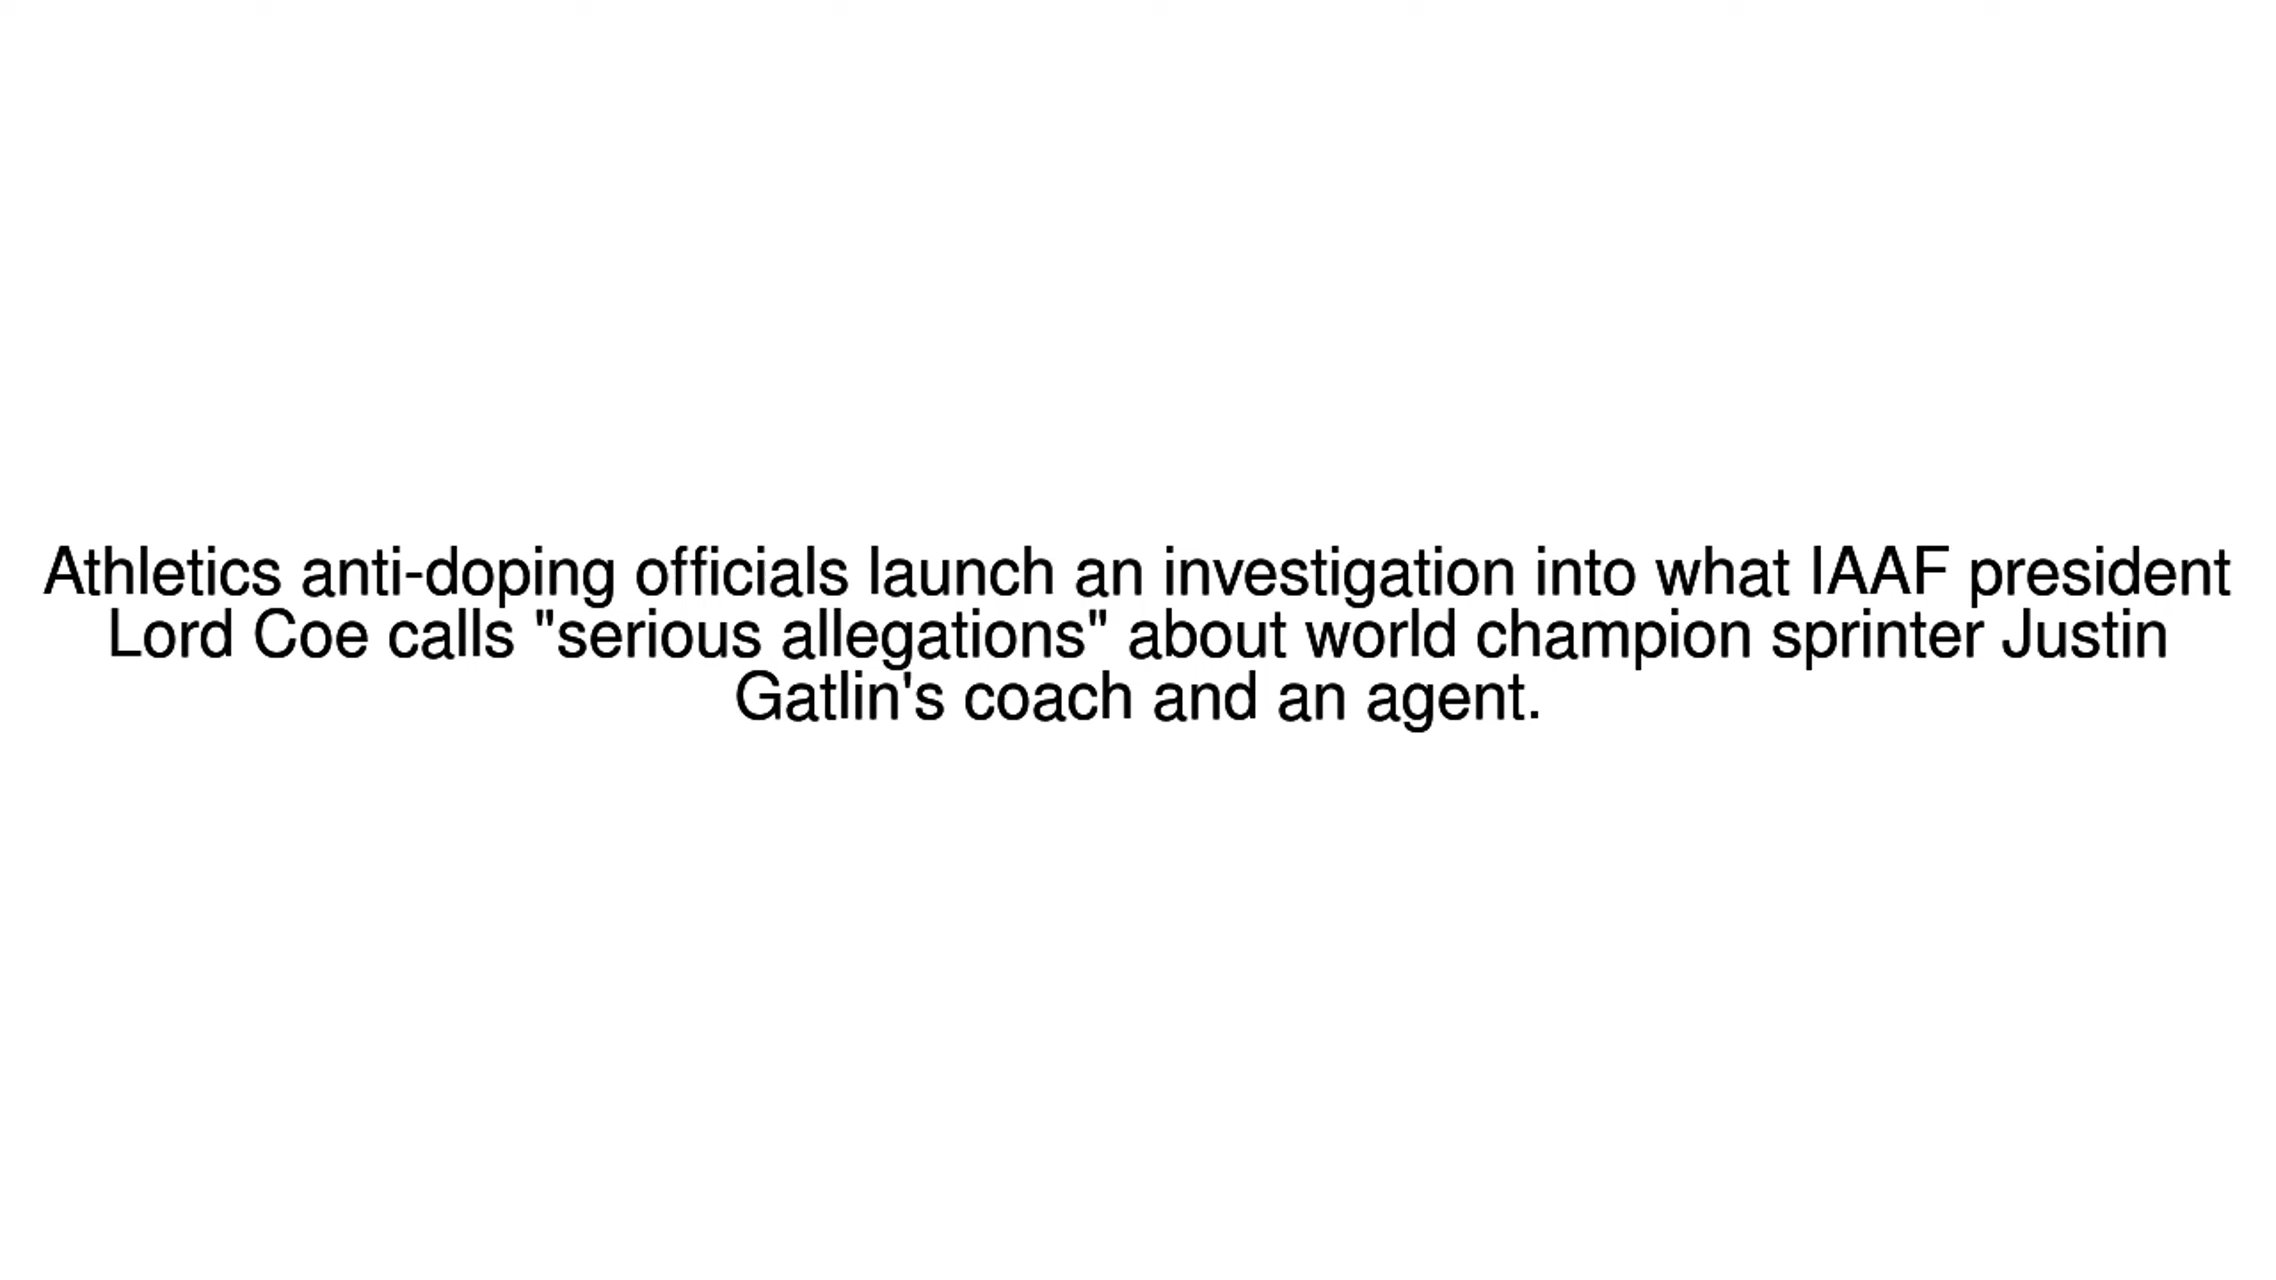 Athletics anti-doping officials launch an investigation into what IAAF president
Lord Coe calls "serious allegations" about world champion sprinter Justin
Gatlin's coach and an agent.